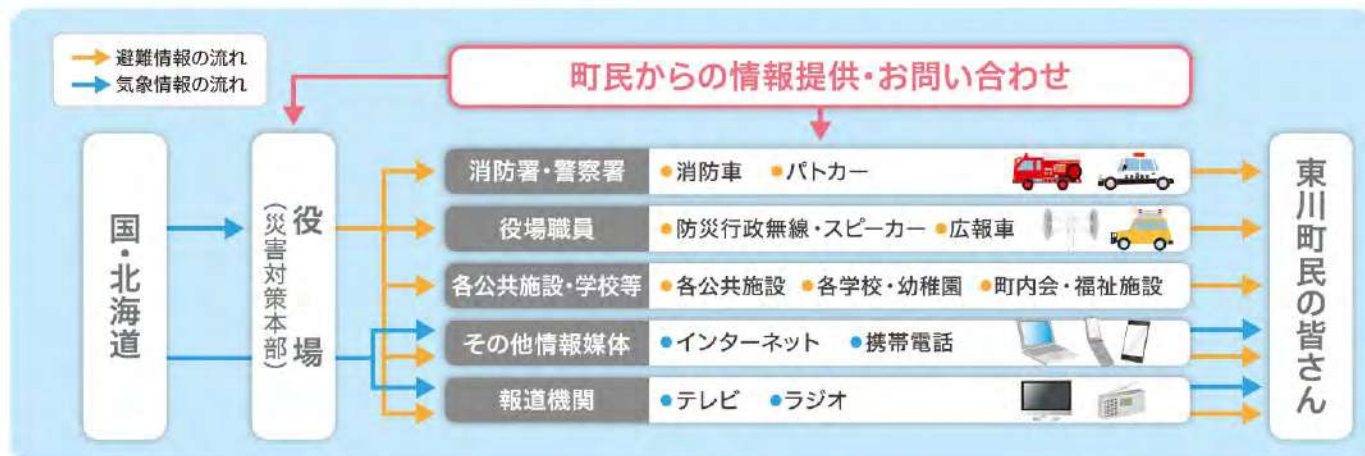 避難情報の流れ
気象情報の流れ
町民からの情報提供・お問い合わせ
国・北海道
役場
(災害対策本部)
消防署・警察署
●消防車 ●パトカー
役場職員
●防災行政無線・スピーカー ●広報車
各公共施設・学校等
●各公共施設 ●各学校・幼稚園 ●町内会・福祉施設
その他情報媒体
●インターネット ●携帯電話
報道機関
●テレビ ●ラジオ
東川町民の皆さん